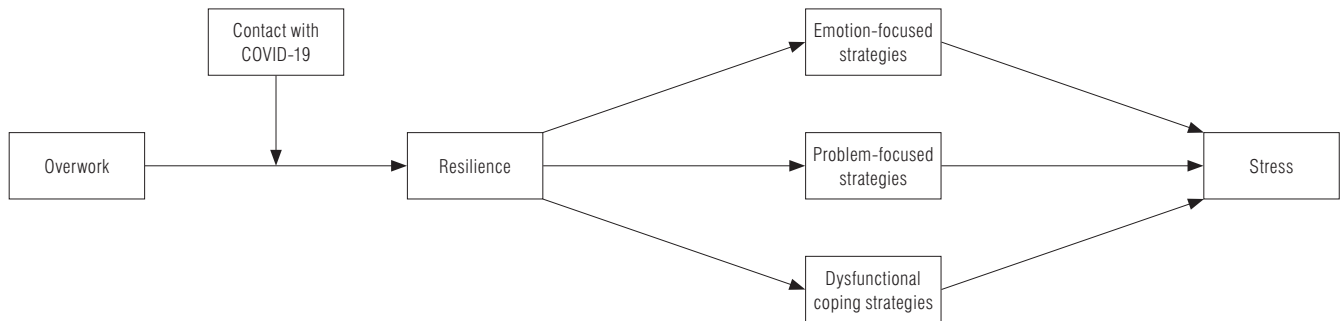 Contact with
COVID-19
Emotion-focused
strategies
Overwork
Resilience
Problem-focused
strategies
Stress
Dysfunctional
coping strategies